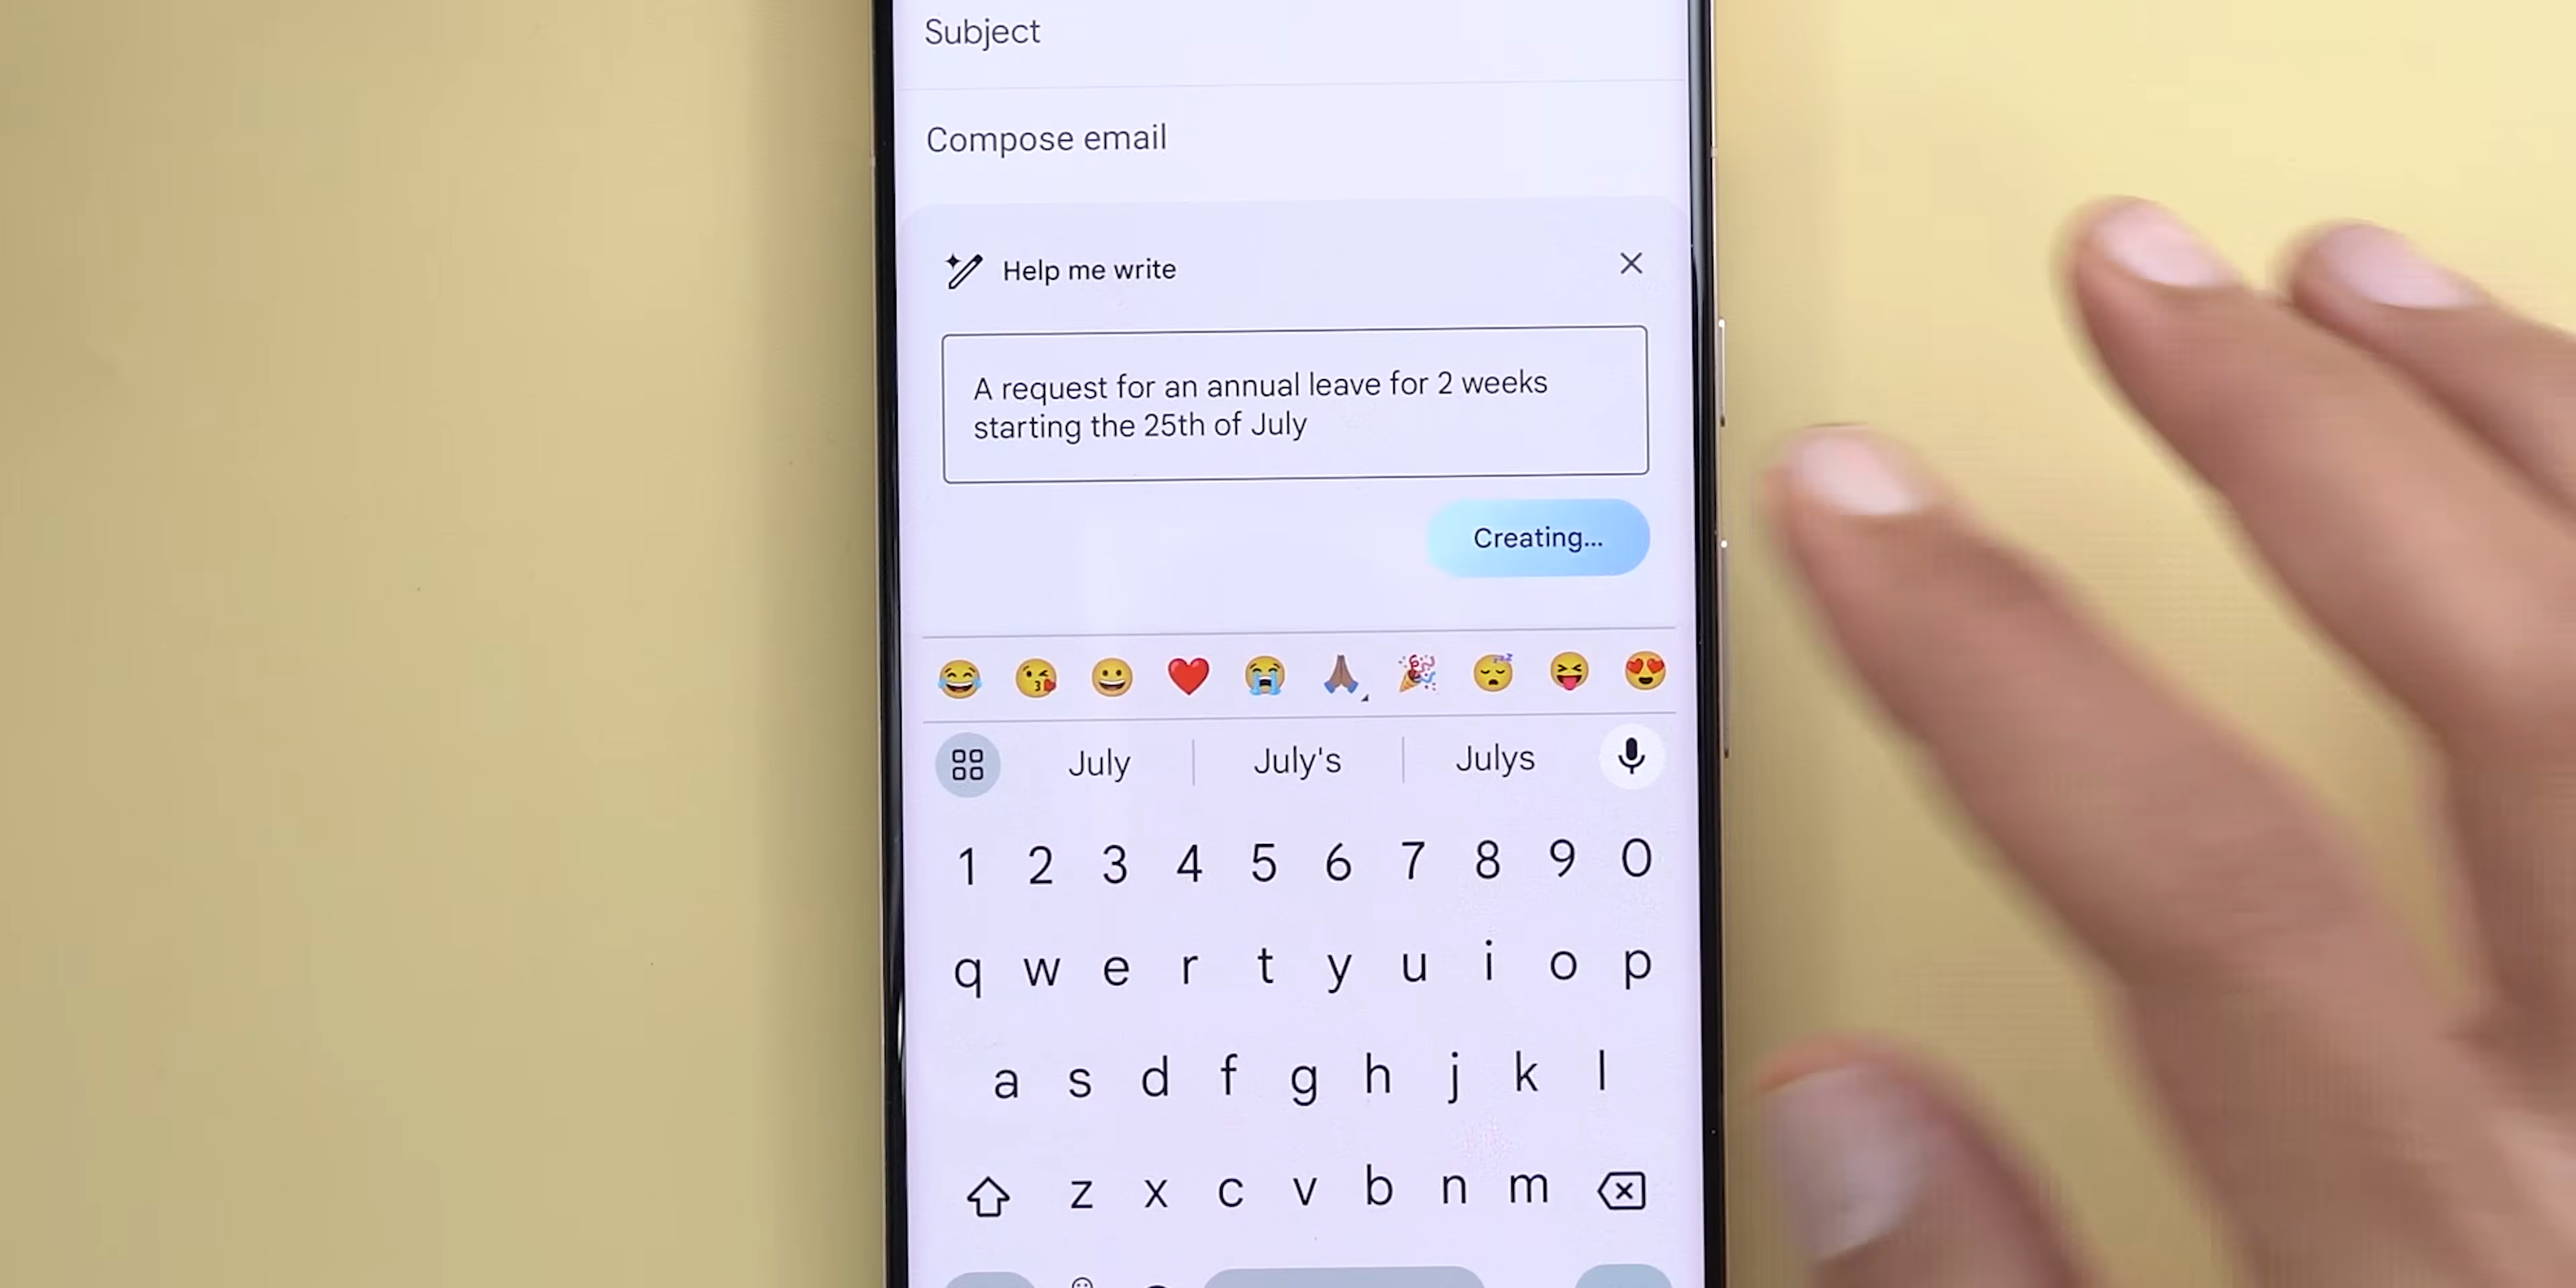 Subject
Compose email
Help me write
A request for an annual leave for 2 weeks
starting the 25th of July
Creating...
July July's Julys
1 2 3 4 5 6 7 8 9 0
q w e r t y u i o p
a s d f g h j k l
z x c v b n m